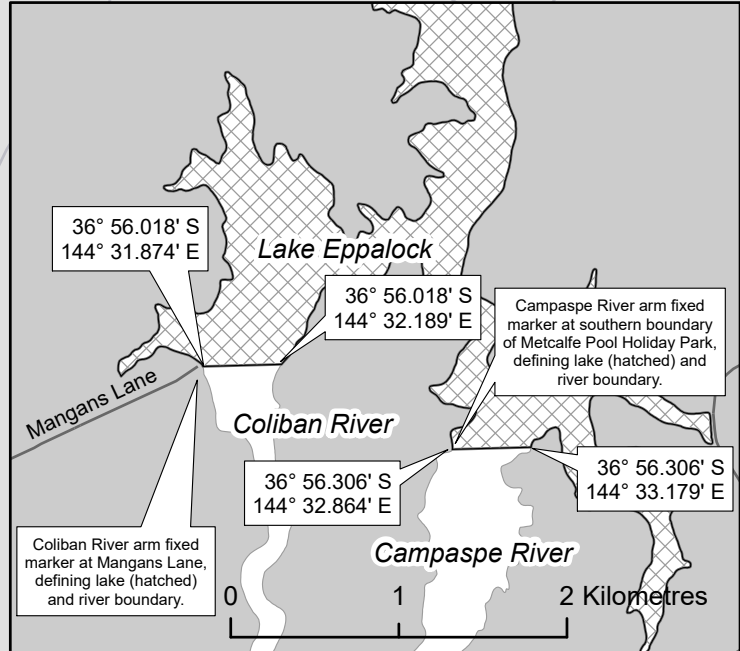 36° 56.018' S
144° 31.874' E
Lake Eppalock
36° 56.018' S
144° 32.189' E
Campaspe River arm fixed
marker at southern boundary
of Metcalfe Pool Holiday Park,
defining lake (hatched) and
river boundary.
Mangans Lane
Coliban River
36° 56.306' S
144° 32.864' E
36° 56.306' S
144° 33.179' E
Coliban River arm fixed
marker at Mangans Lane,
defining lake (hatched)
and river boundary.
Campaspe River
0 1 2 Kilometres